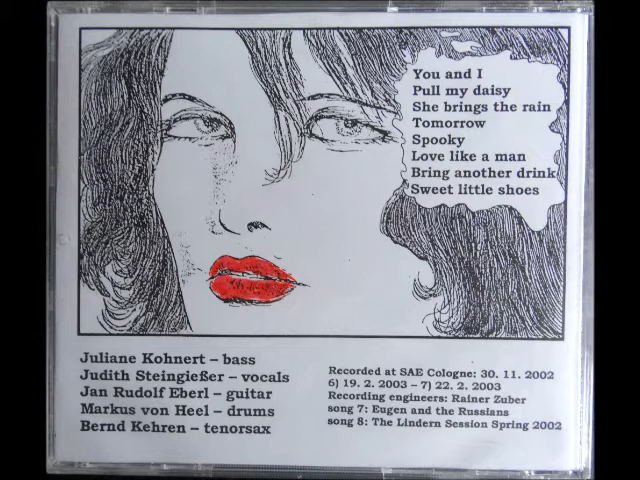 You and I
Pull my daisy
She brings the rain
Tomorrow
Spooky
Love like a man
Bring another drink
Sweet little shoes
Juliane Kohnert – bass
Judith Steingießer – vocals
Jan Rudolf Eberl – guitar
Markus von Heel – drums
Bernd Kehren – tenorsax
Recorded at SAE Cologne: 30. 11. 2002
6) 19. 2. 2003 – 7) 22. 2. 2003
Recording engineers: Rainer Zuber
song 7: Eugen and the Russians
song 8: The Lindern Session Spring 2002